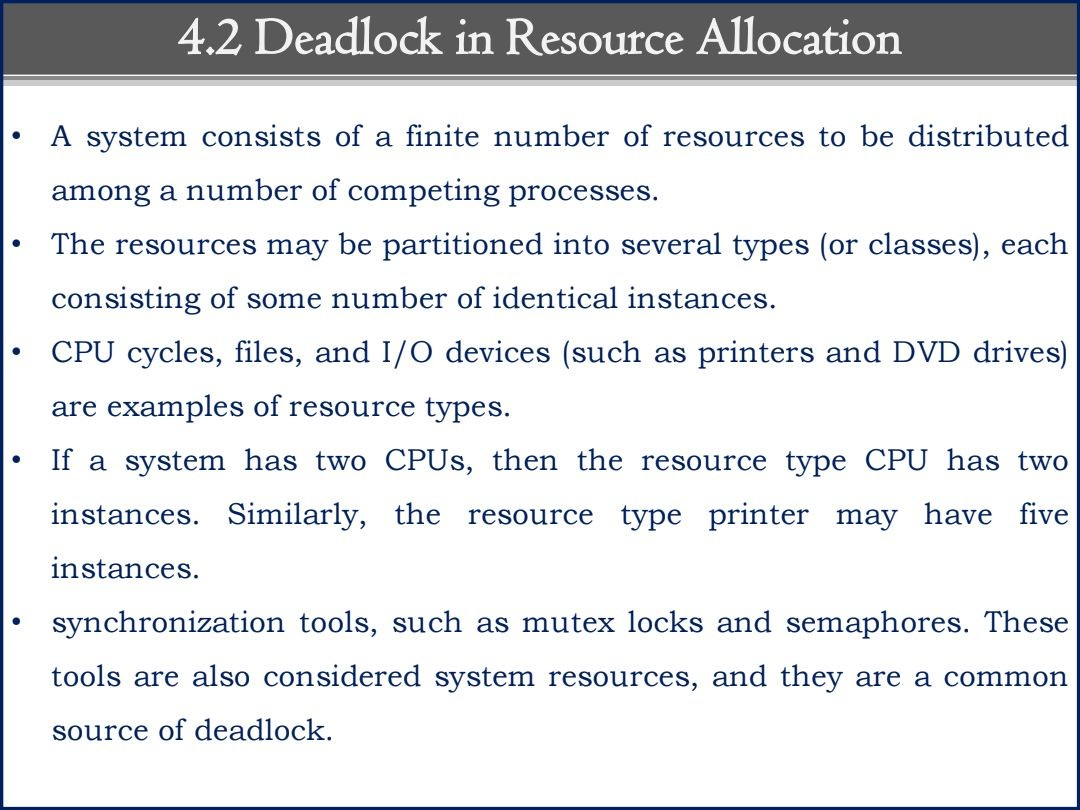 4.2 Deadlock in Resource Allocation
• A system consists of a finite number of resources to be distributed
among a number of competing processes.
• The resources may be partitioned into several types (or classes), each
consisting of some number of identical instances.
• CPU cycles, files, and I/O devices (such as printers and DVD drives)
are examples of resource types.
• If a system has two CPUs, then the resource type CPU has two
instances. Similarly, the resource type printer may have five
instances.
• synchronization tools, such as mutex locks and semaphores. These
tools are also considered system resources, and they are a common
source of deadlock.